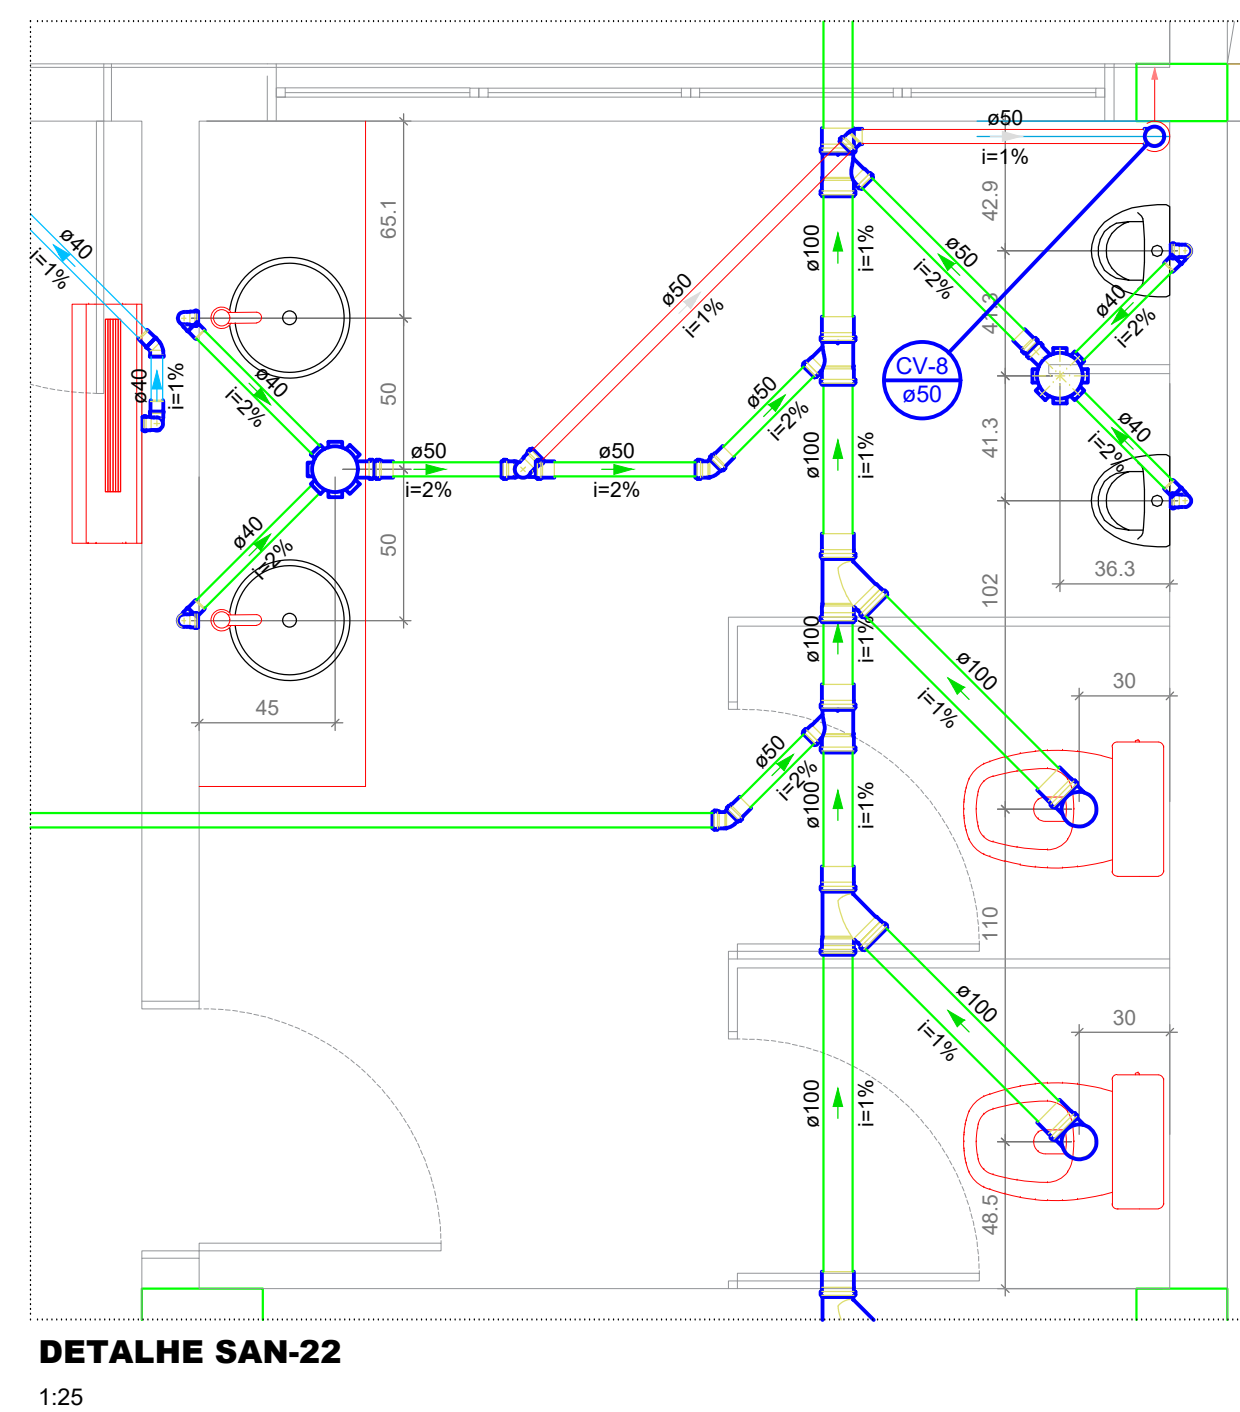 ø50
i=1%
42.9
65.1
ø40
i=1%
ø100
i=1%
ø50
i=2%
ø50
i=1%
41.3
ø40
i=2%
CV-8
ø50
ø40
i=1%
ø40
i=2%
50
ø50
i=2%
ø40
i=2%
41.3
ø50
i=2%
ø50
i=2%
ø100
i=1%
ø40
i=2%
50
36.3
102
ø100
i=1%
ø100
i=1%
30
45
ø50
i=2%
ø100
i=1%
110
ø100
i=1%
30
ø100
i=1%
48.5
DETALHE SAN-22
1:25